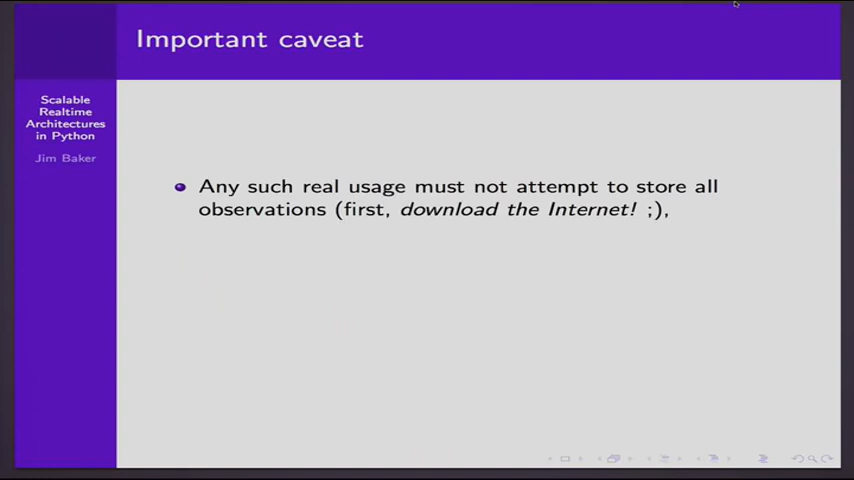 Important caveat
Scalable
Realtime
Architectures
in Python
Jim Baker
Any such real usage must not attempt to store all
observations (first, download the Internet! ;),